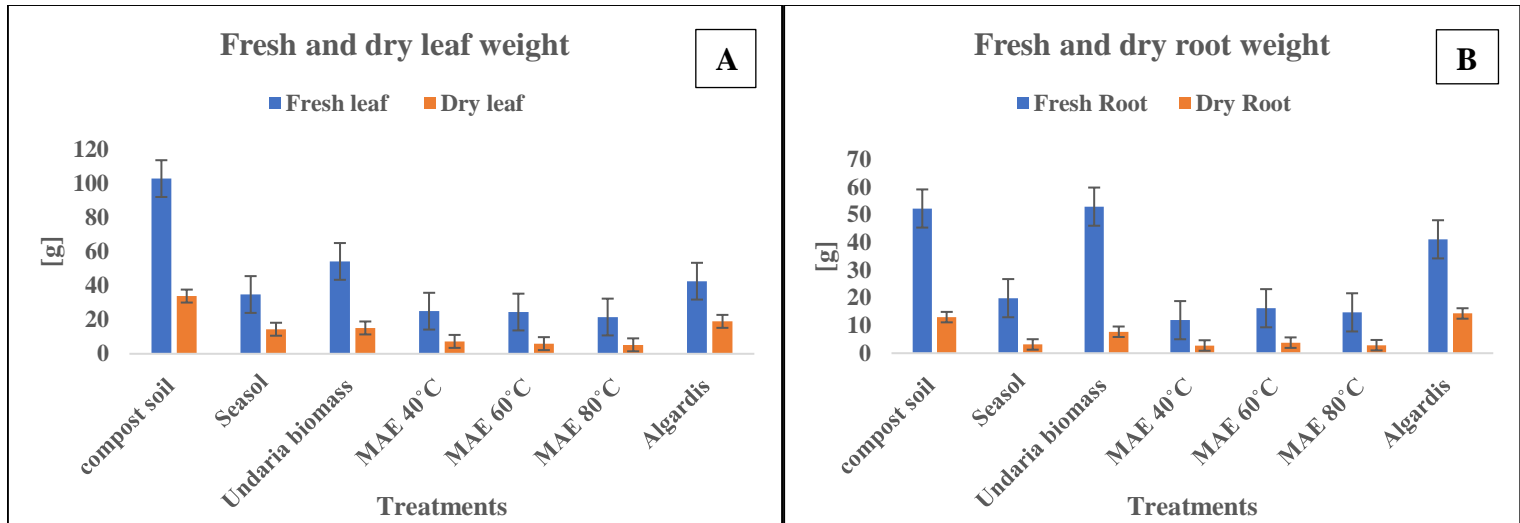 Fresh and dry leaf weight
A
Fresh leaf Dry leaf
120
100
80
60
40
20
0
[g]
compost soil
Seasol
Undaria biomass
MAE 40˚C
MAE 60˚C
MAE 80˚C
Algardis
Treatments
Fresh and dry root weight
B
Fresh Root Dry Root
70
60
50
40
30
20
10
0
[g]
compost soil
Seasol
Undaria biomass
MAE 40˚C
MAE 60˚C
MAE 80˚C
Algardis
Treatments